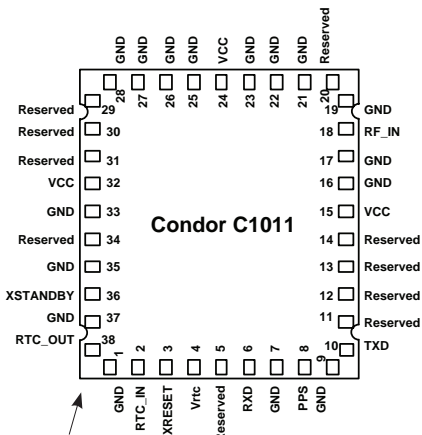 GND
GND
GND
GND
VCC
GND
GND
GND
Reserved
28
27
26
25
24
23
22
21
20
Reserved
29
19
GND
Reserved
30
18
RF_IN
Reserved
31
17
GND
VCC
32
16
GND
GND
33
15
VCC
Condor C1011
Reserved
34
14
Reserved
GND
35
13
Reserved
XSTANDBY
36
12
Reserved
GND
37
11
Reserved
RTC_OUT
38
10
TXD
1
2
3
4
5
6
7
8
9
GND
RTC_IN
XRESET
Vrtc
Reserved
RXD
GND
PPS
GND